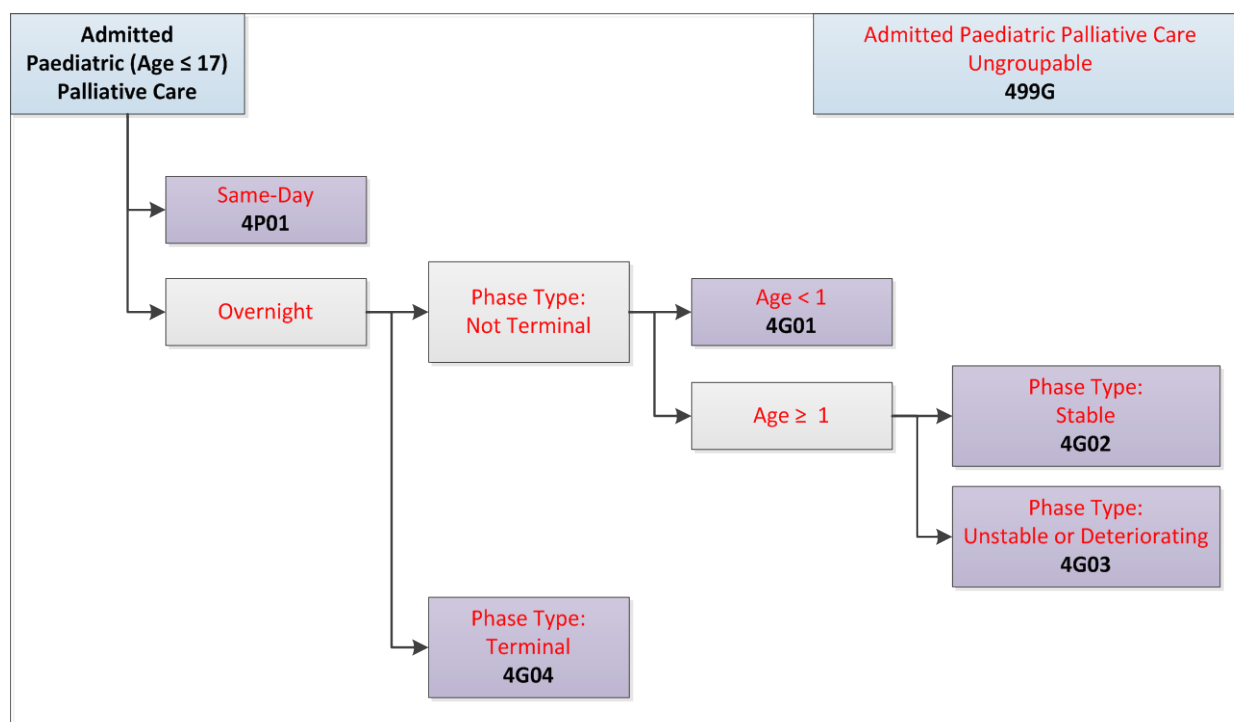 Admitted
Paediatric (Age ≤ 17)
Palliative Care
Admitted Paediatric Palliative Care
Ungroupable
499G
Same-Day
4P01
Overnight
Phase Type:
Not Terminal
Age < 1
4G01
Age ≥ 1
Phase Type:
Stable
4G02
Phase Type:
Unstable or Deteriorating
4G03
Phase Type:
Terminal
4G04